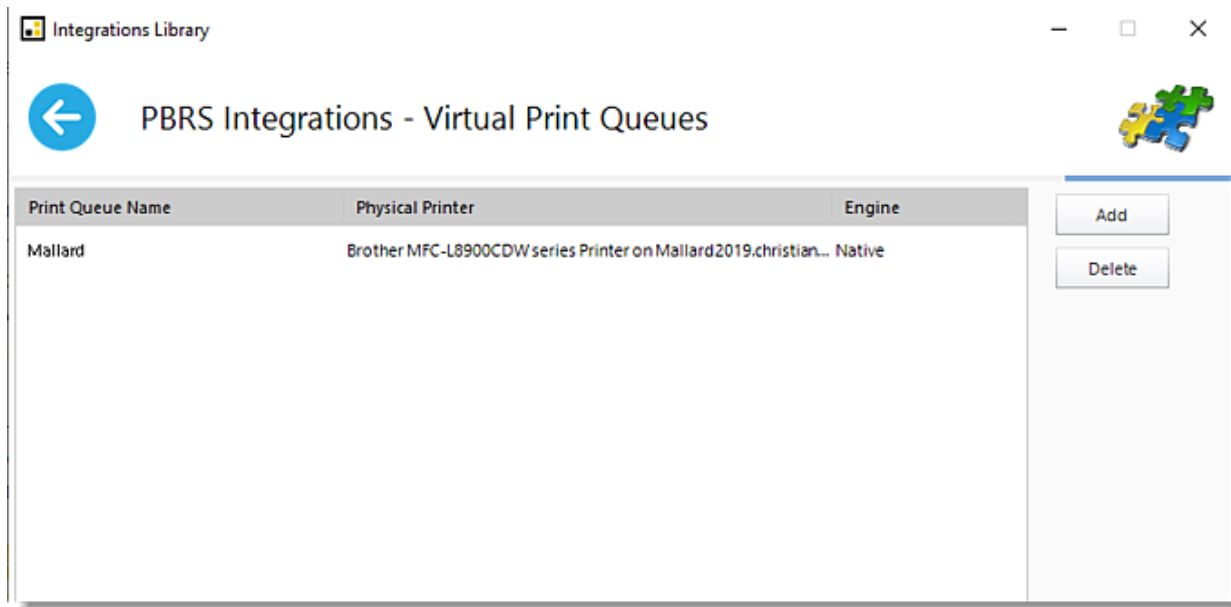 Integrations Library
PBRS Integrations - Virtual Print Queues
Print Queue Name Physical Printer Engine
Add
Mallard Brother MFC-L8900CDW series Printer on Mallard2019.christian... Native
Delete